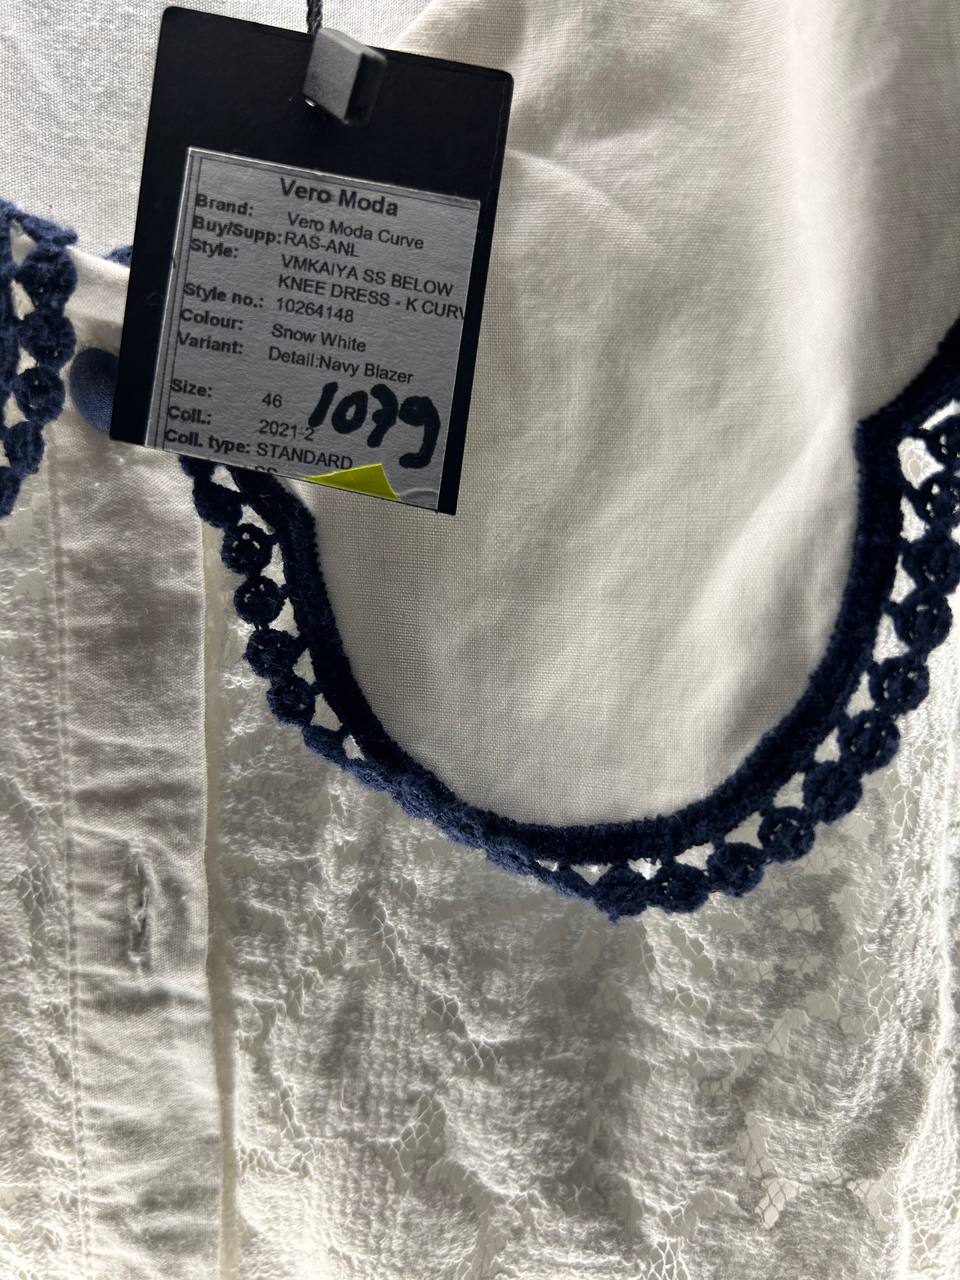 Vero Moda
Brand: Vero Moda Curve
Buy/Supp: RAS-ANL
Style: VMKAIYA SS BELOW
KNEE DRESS - K CURV
Style no.: 10264148
Colour: Snow White
Variant: Detail:Navy Blazer
Size: 46
1079
Coll.: 2021-2
Coll. type: STANDARD